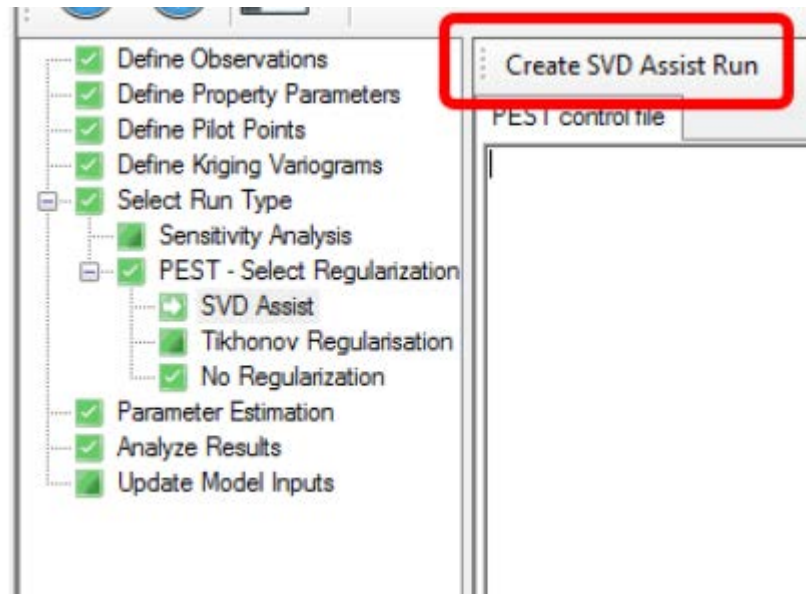 Define Observations
Define Property Parameters
Define Pilot Points
Define Kriging Variograms
Select Run Type
Sensitivity Analysis
PEST - Select Regularization
SVD Assist
Tikhonov Regularisation
No Regularization
Parameter Estimation
Analyze Results
Update Model Inputs
Create SVD Assist Run
PEST control file